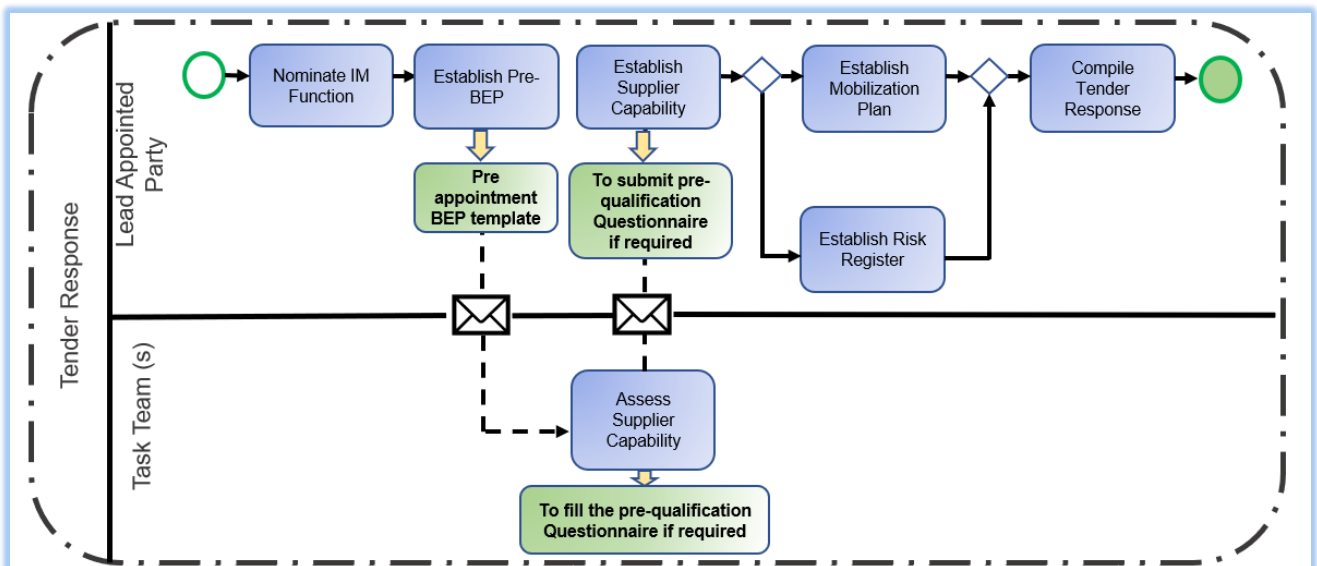 Tender Response
Lead Appointed
Party
Nominate IM
Function
Establish Pre-
BEP
Establish
Supplier
Capability
Establish
Mobilization
Plan
Compile
Tender
Response
Pre
appointment
BEP template
To submit pre-
qualification
Questionnaire
if required
Establish Risk
Register
Task Team (s)
Assess
Supplier
Capability
To fill the pre-qualification
Questionnaire if required